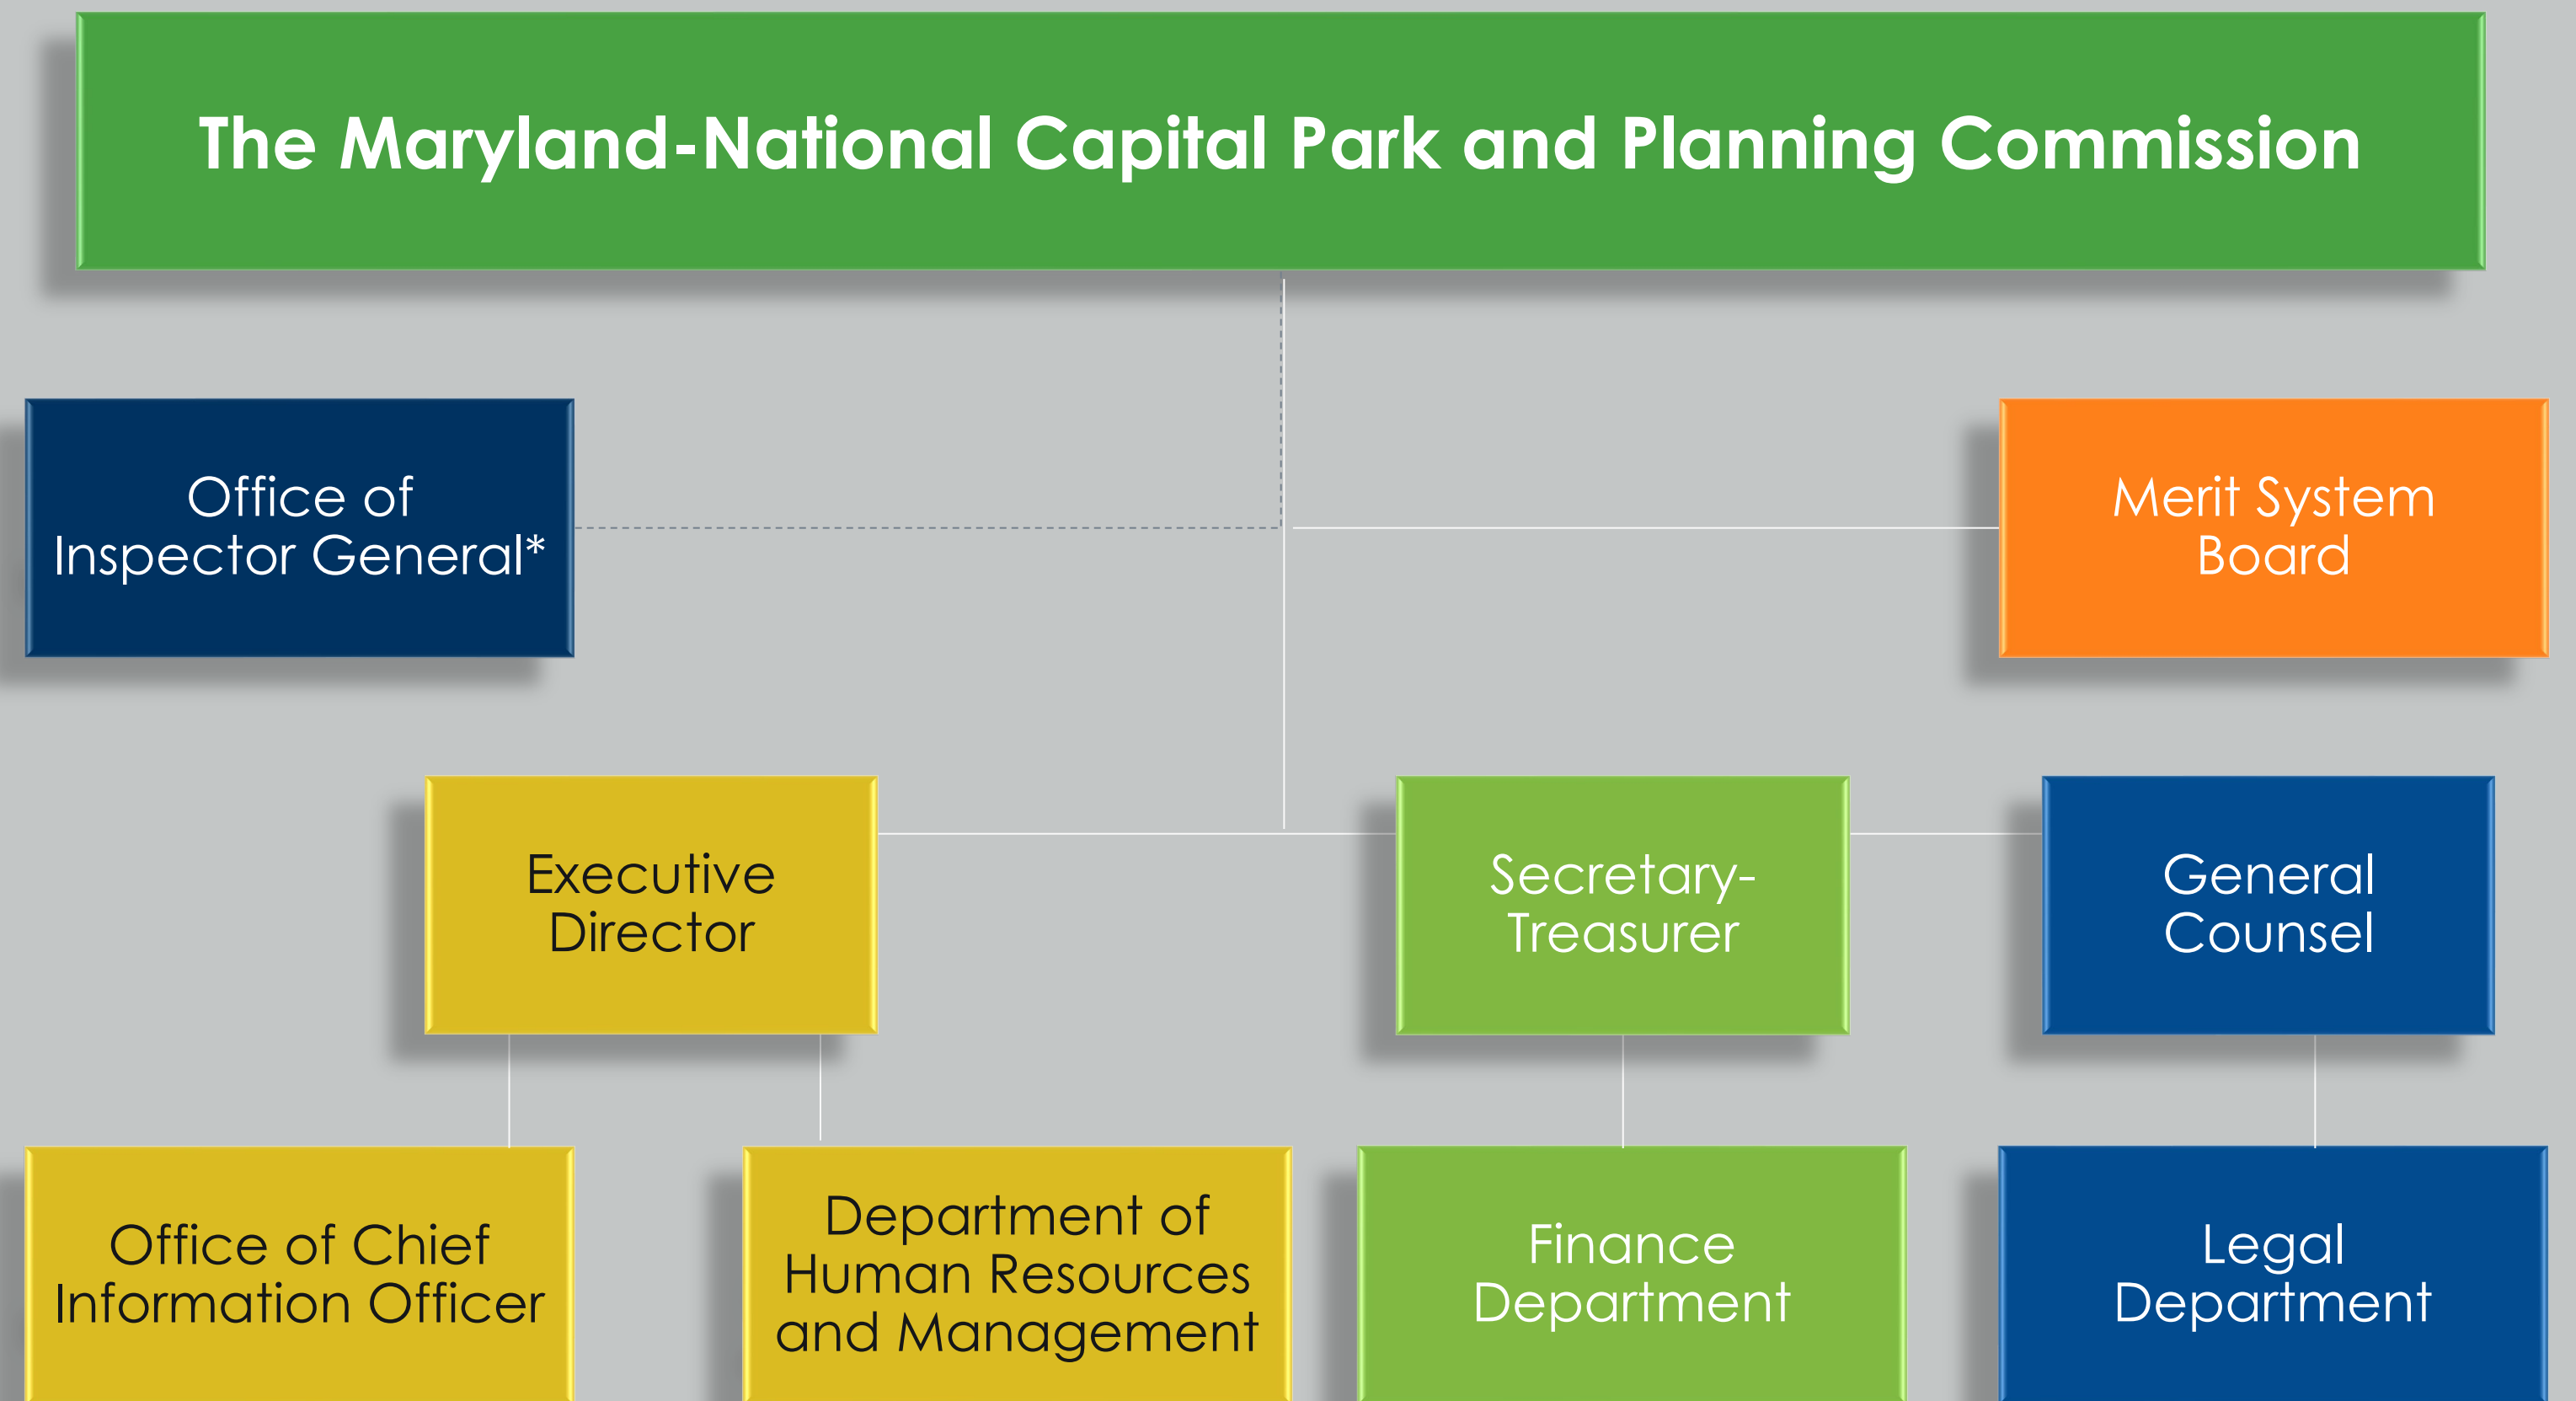 The Maryland-National Capital Park and Planning Commission
Office of
Inspector General*
Merit System
Board
Executive
Director
Secretary-
Treasurer
General
Counsel
Office of Chief
Information Officer
Department of
Human Resources
and Management
Finance
Department
Legal
Department